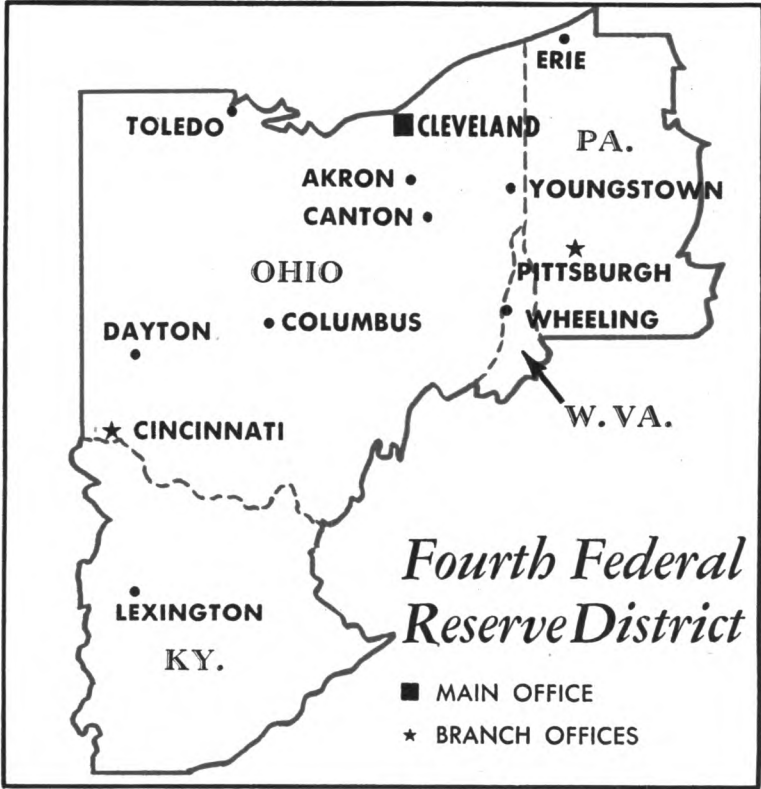 ERIE
TOLEDO
CLEVELAND
PA.
AKRON
YOUNGSTOWN
CANTON
OHIO
PITTSBURGH
DAYTON
COLUMBUS
WHEELING
W. VA.
CINCINNATI
Fourth Federal
Reserve District
LEXINGTON
KY.
MAIN OFFICE
BRANCH OFFICES